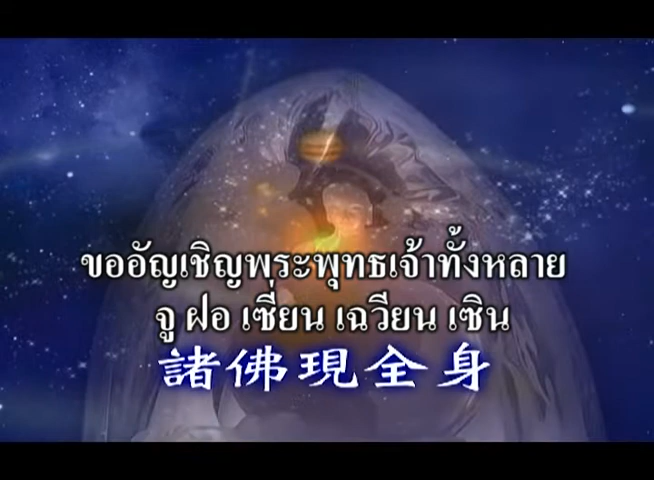 ขออัญเชิญพระพุทธเจ้าทั้งหลาย
จู ฝอ เซี่ยน เฉวียน เซิน
諸佛現全身